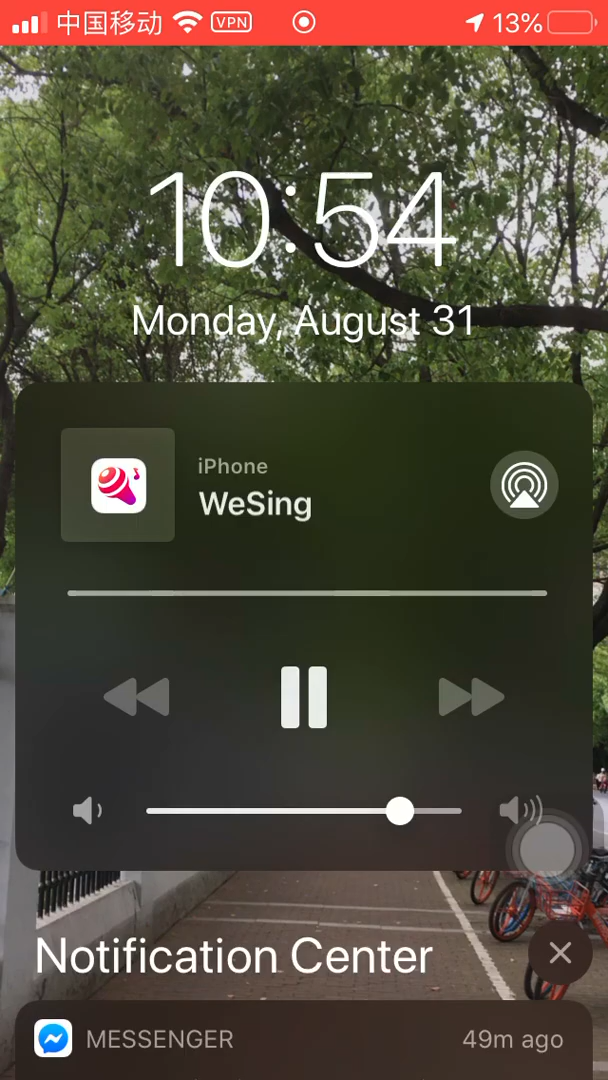 中国移动 VPN 13%
10:54
Monday, August 31
iPhone
WeSing
Notification Center
MESSENGER 49m ago